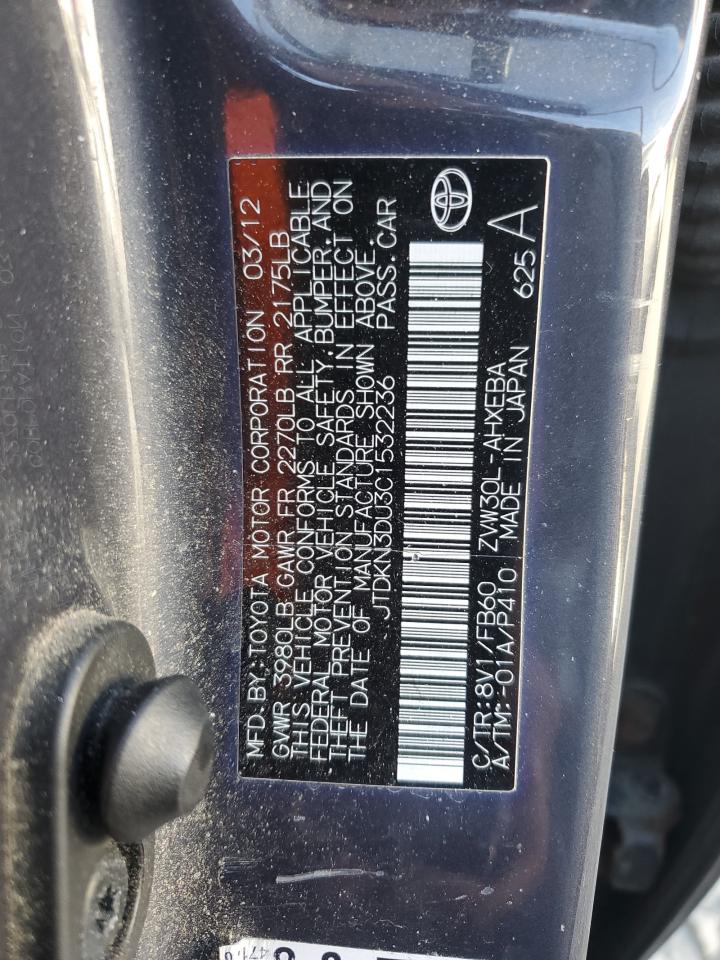 MFD. BY: TOYOTA MOTOR CORPORATION 03/12
GVWR 3980LB GAWR FR 2270LB RR 2175LB
THIS VEHICLE CONFORMS TO ALL APPLICABLE
FEDERAL MOTOR VEHICLE SAFETY, BUMPER, AND
THEFT PREVENTION STANDARDS IN EFFECT ON
THE DATE OF MANUFACTURE SHOWN ABOVE.
JTDKN3DU3C1532236 PASS. CAR
C/TR: 8V1/FB60 ZVW30L-AHXEBA 625
A/TM: -01A/P410 MADE IN JAPAN A